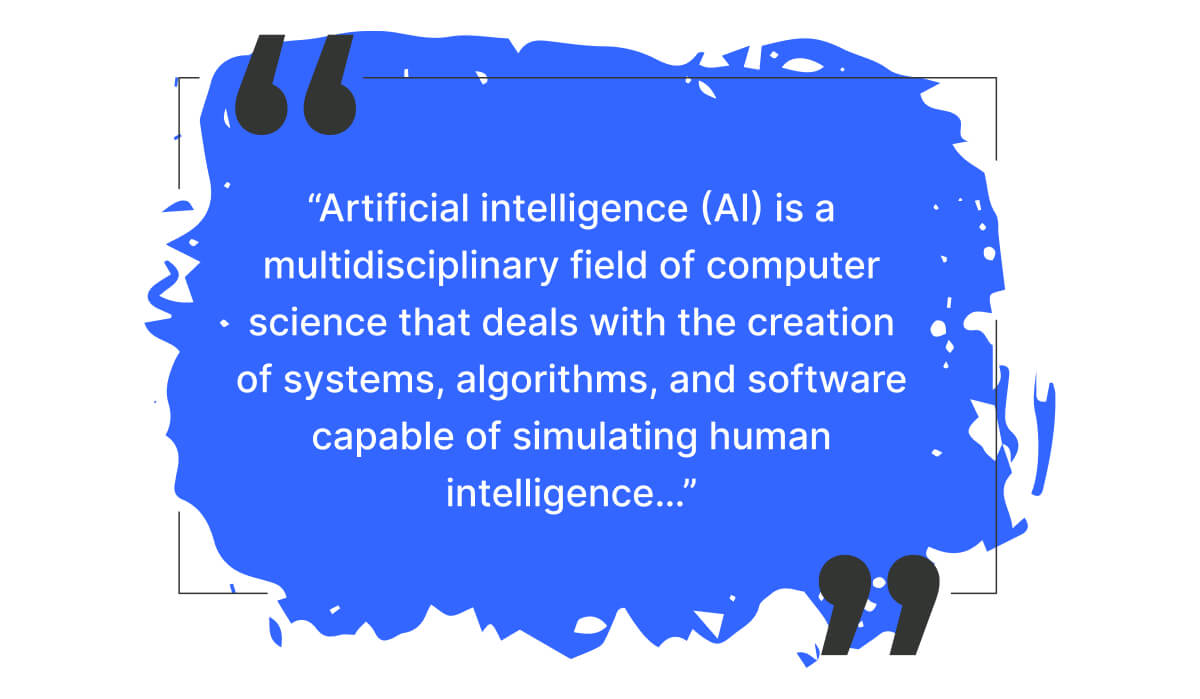 “Artificial intelligence (AI) is a
multidisciplinary field of computer
science that deals with the creation
of systems, algorithms, and software
capable of simulating human
intelligence...”